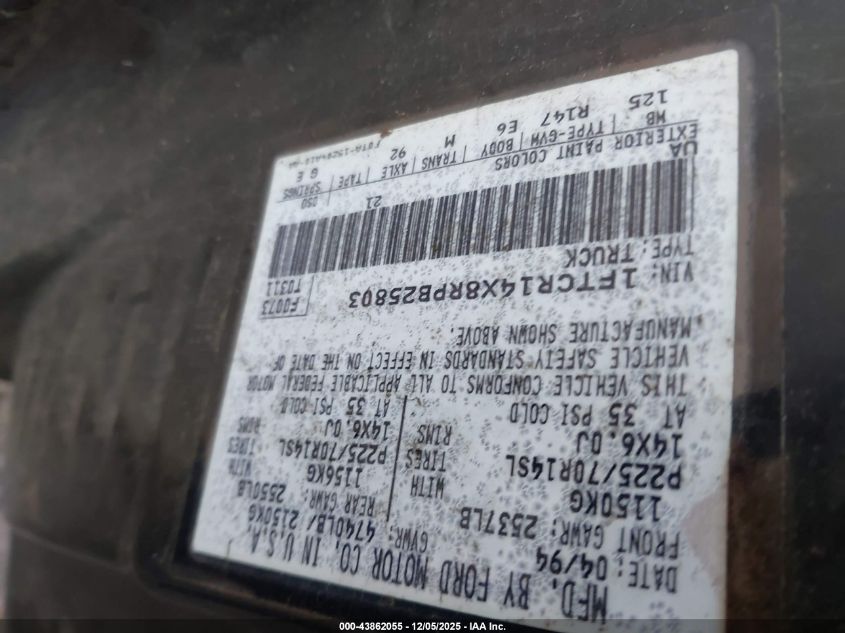 MFD. BY FORD MOTOR CO. IN U.S.A.
DATE: 04/94 GVWR: 4740LB/ 2150KG
FRONT GAWR: 2537LB REAR GAWR: 2550LB
1150KG WITH 1156KG WITH
P225/70R14SL TIRES P225/70R14SL TIRES
14X6.0J RIMS 14X6.0J RIMS
AT 35 PSI COLD AT 35 PSI COLD
THIS VEHICLE CONFORMS TO ALL APPLICABLE FEDERAL MOTOR
VEHICLE SAFETY STANDARDS IN EFFECT ON THE DATE OF
MANUFACTURE SHOWN ABOVE.
VIN: 1FTCR14X8RPB25803 F0073
TYPE: TRUCK T0311
UA 21 DSO
EXTERIOR PAINT COLORS
WB TYPE-GVW BODY TRANS AXLE TAPE SPRINGS
125 R147 E6 M 92 G E
000-43862055 - 12/05/2025 - IAA Inc.